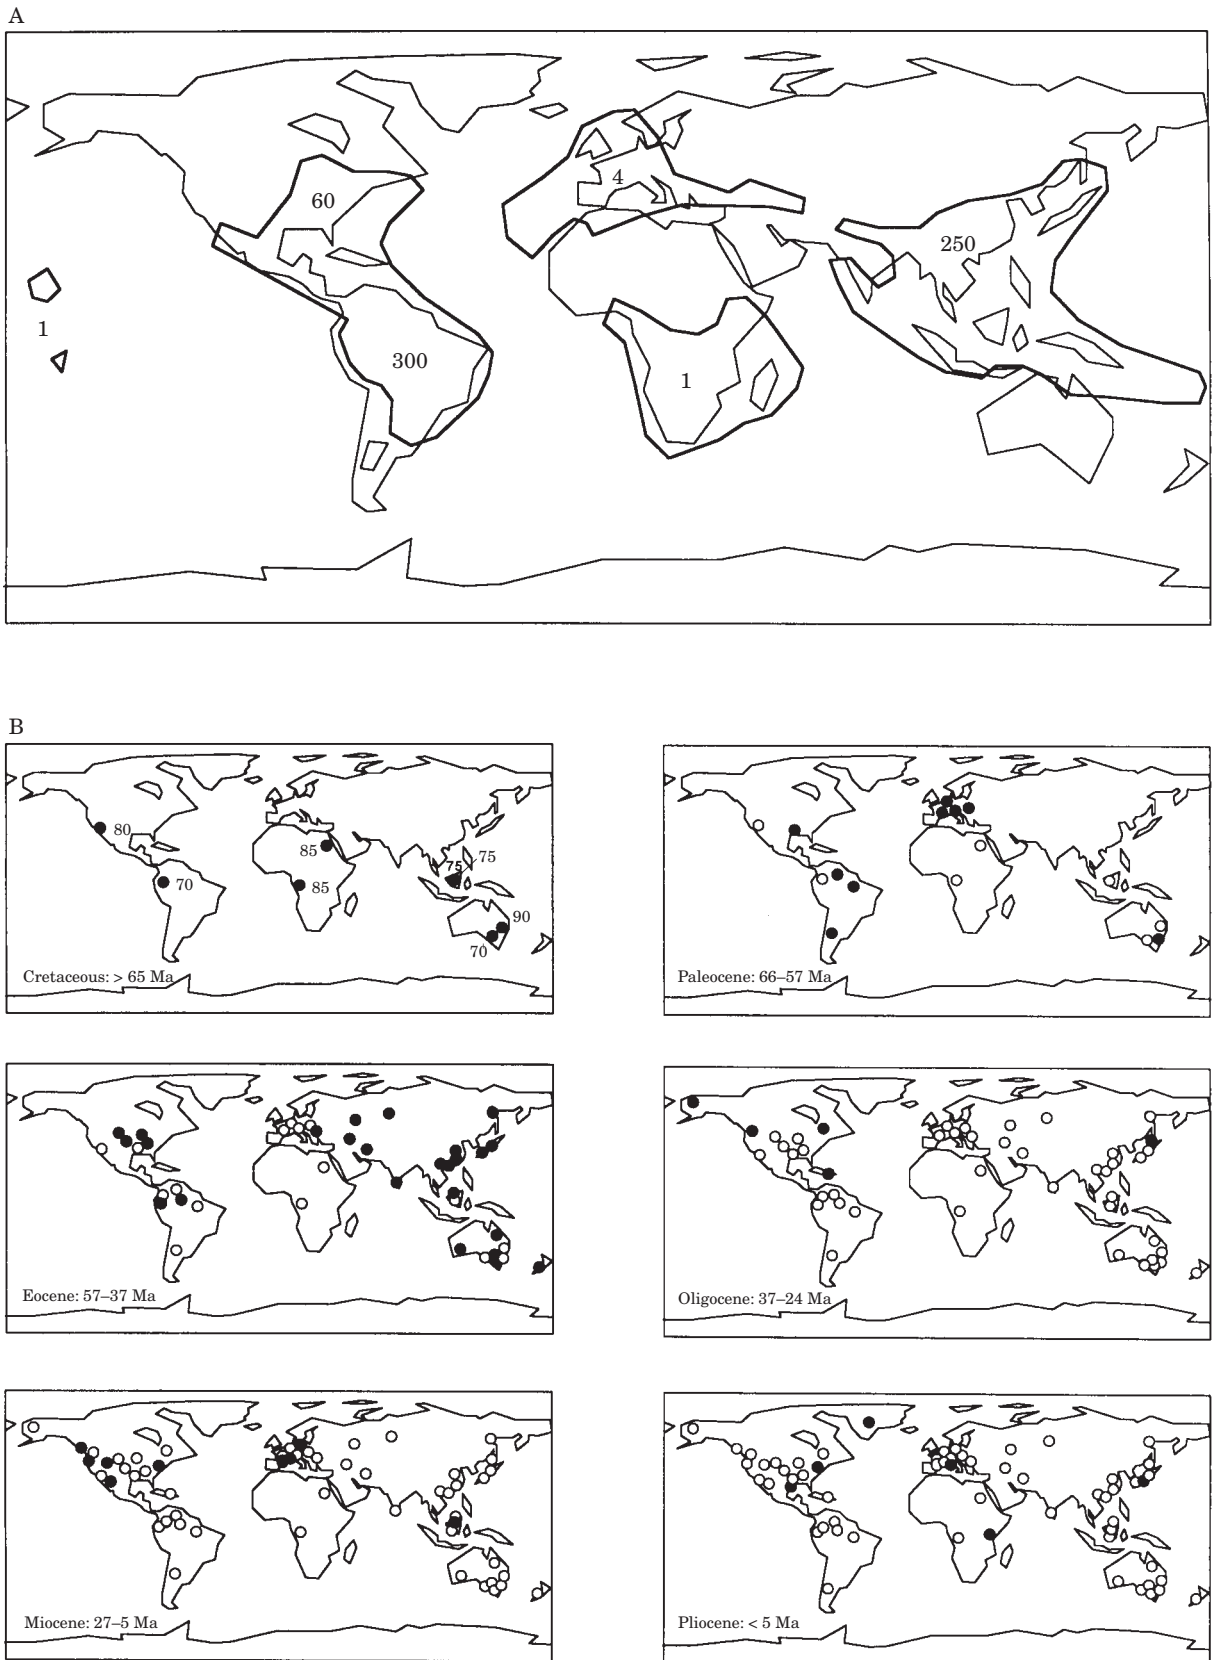 A
60
4
250
1
300
1
B
80
85
75
75
70
85
90
70
Cretaceous: > 65 Ma
Paleocene: 66–57 Ma
Eocene: 57–37 Ma
Oligocene: 37–24 Ma
Miocene: 27–5 Ma
Pliocene: < 5 Ma